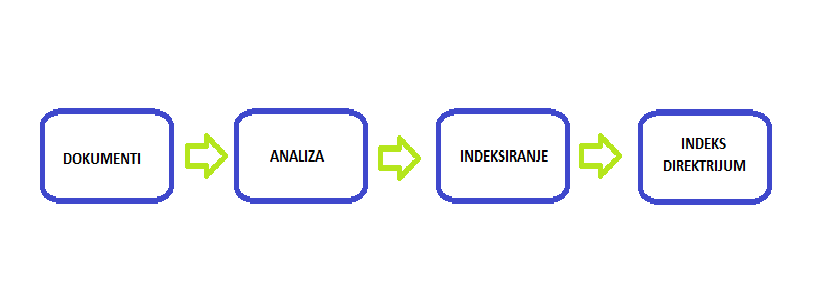 DOKUMENTI
ANALIZA
INDEKSIRANJE
INDEKS
DIREKTRIJUM